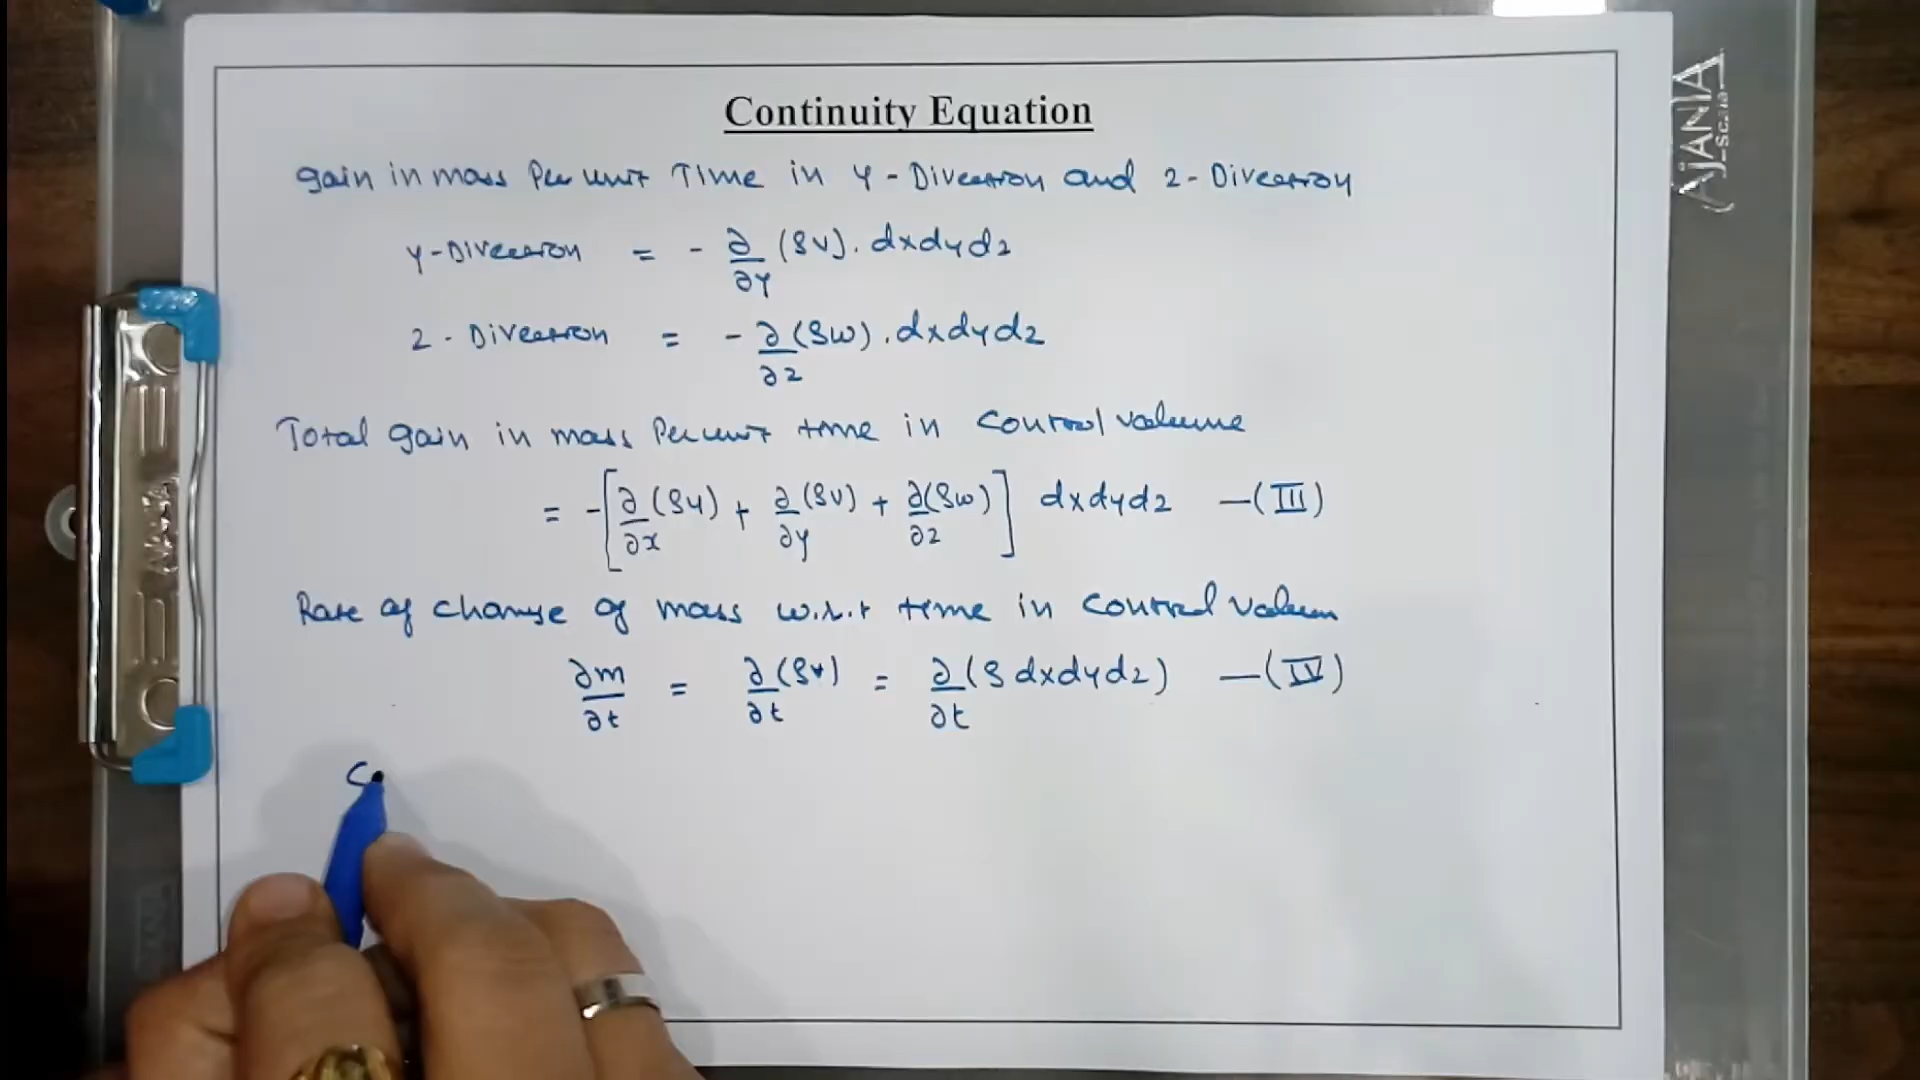 Continuity Equation
gain in mass Per unit Time in Y - Direction and Z - Direction
Y-Direction = - ∂/∂Y (ρv). dxdydz
Z - Direction = - ∂/∂z (ρw). dxdydz
Total gain in mass Per unit time in Control volume
= - [∂/∂x (ρu) + ∂/∂y (ρv) + ∂/∂z (ρw)] dxdydz —(III)
Rate of change of mass w.r.t time in Control Volum
∂m/∂t = ∂/∂t (ρ∀) = ∂/∂t (ρ dxdydz) —(IV)
AJANTA